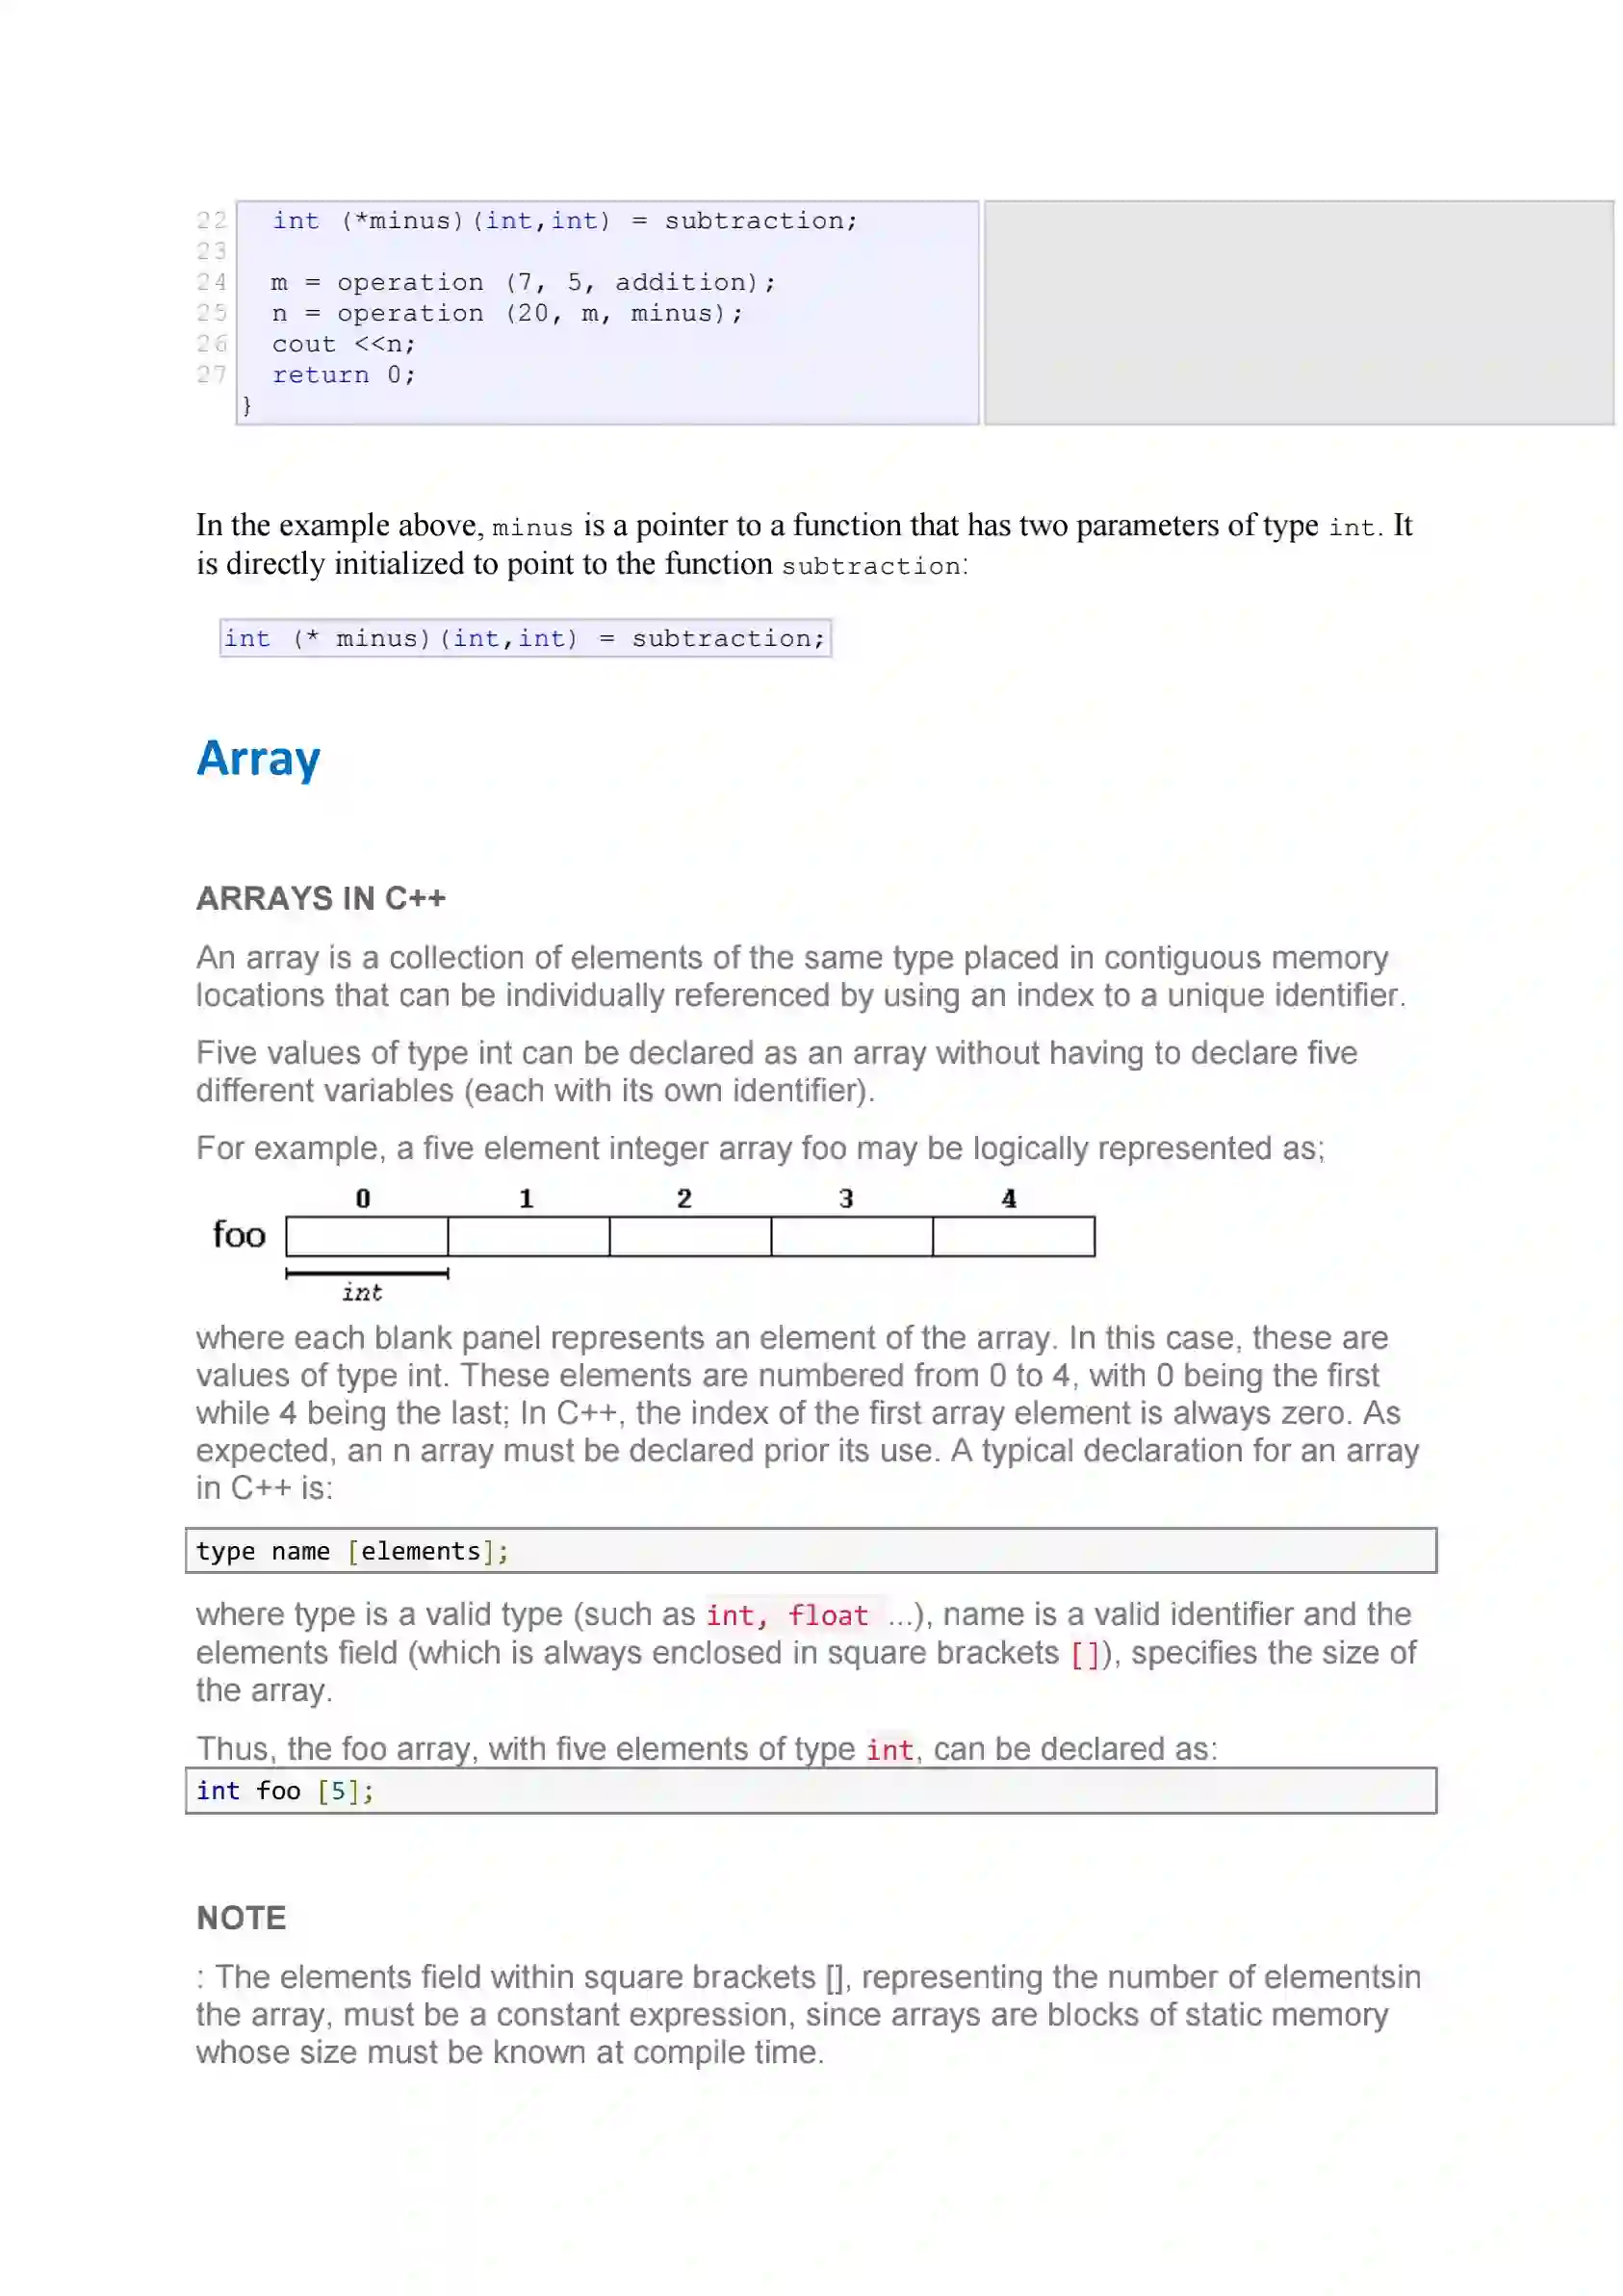 22 int (*minus)(int,int) = subtraction;
23
24 m = operation (7, 5, addition);
25 n = operation (20, m, minus);
26 cout <<n;
27 return 0;
}
In the example above, minus is a pointer to a function that has two parameters of type int. It
is directly initialized to point to the function subtraction:
int (* minus)(int,int) = subtraction;
Array
ARRAYS IN C++
An array is a collection of elements of the same type placed in contiguous memory
locations that can be individually referenced by using an index to a unique identifier.
Five values of type int can be declared as an array without having to declare five
different variables (each with its own identifier).
For example, a five element integer array foo may be logically represented as;
0 1 2 3 4
foo
int
where each blank panel represents an element of the array. In this case, these are
values of type int. These elements are numbered from 0 to 4, with 0 being the first
while 4 being the last; In C++, the index of the first array element is always zero. As
expected, an n array must be declared prior its use. A typical declaration for an array
in C++ is:
type name [elements];
where type is a valid type (such as int, float ...), name is a valid identifier and the
elements field (which is always enclosed in square brackets []), specifies the size of
the array.
Thus, the foo array, with five elements of type int, can be declared as:
int foo [5];
NOTE
: The elements field within square brackets [], representing the number of elementsin
the array, must be a constant expression, since arrays are blocks of static memory
whose size must be known at compile time.